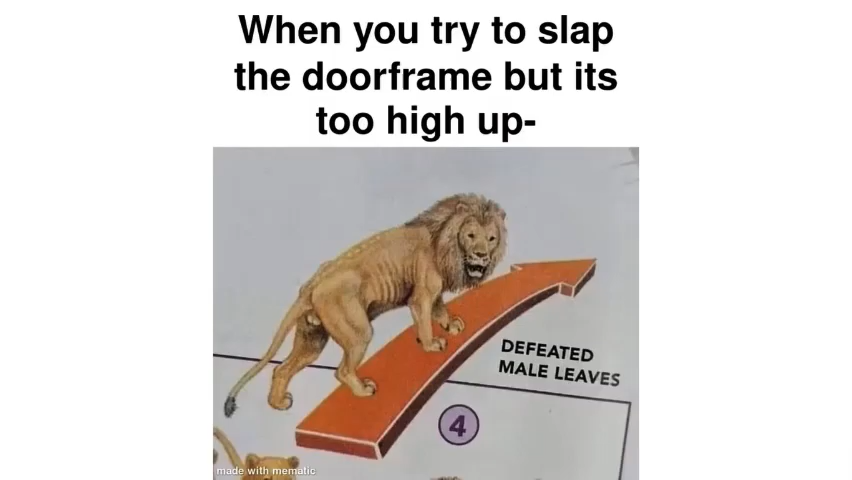 When you try to slap
the doorframe but its
too high up-
DEFEATED
MALE LEAVES
4
made with mematic